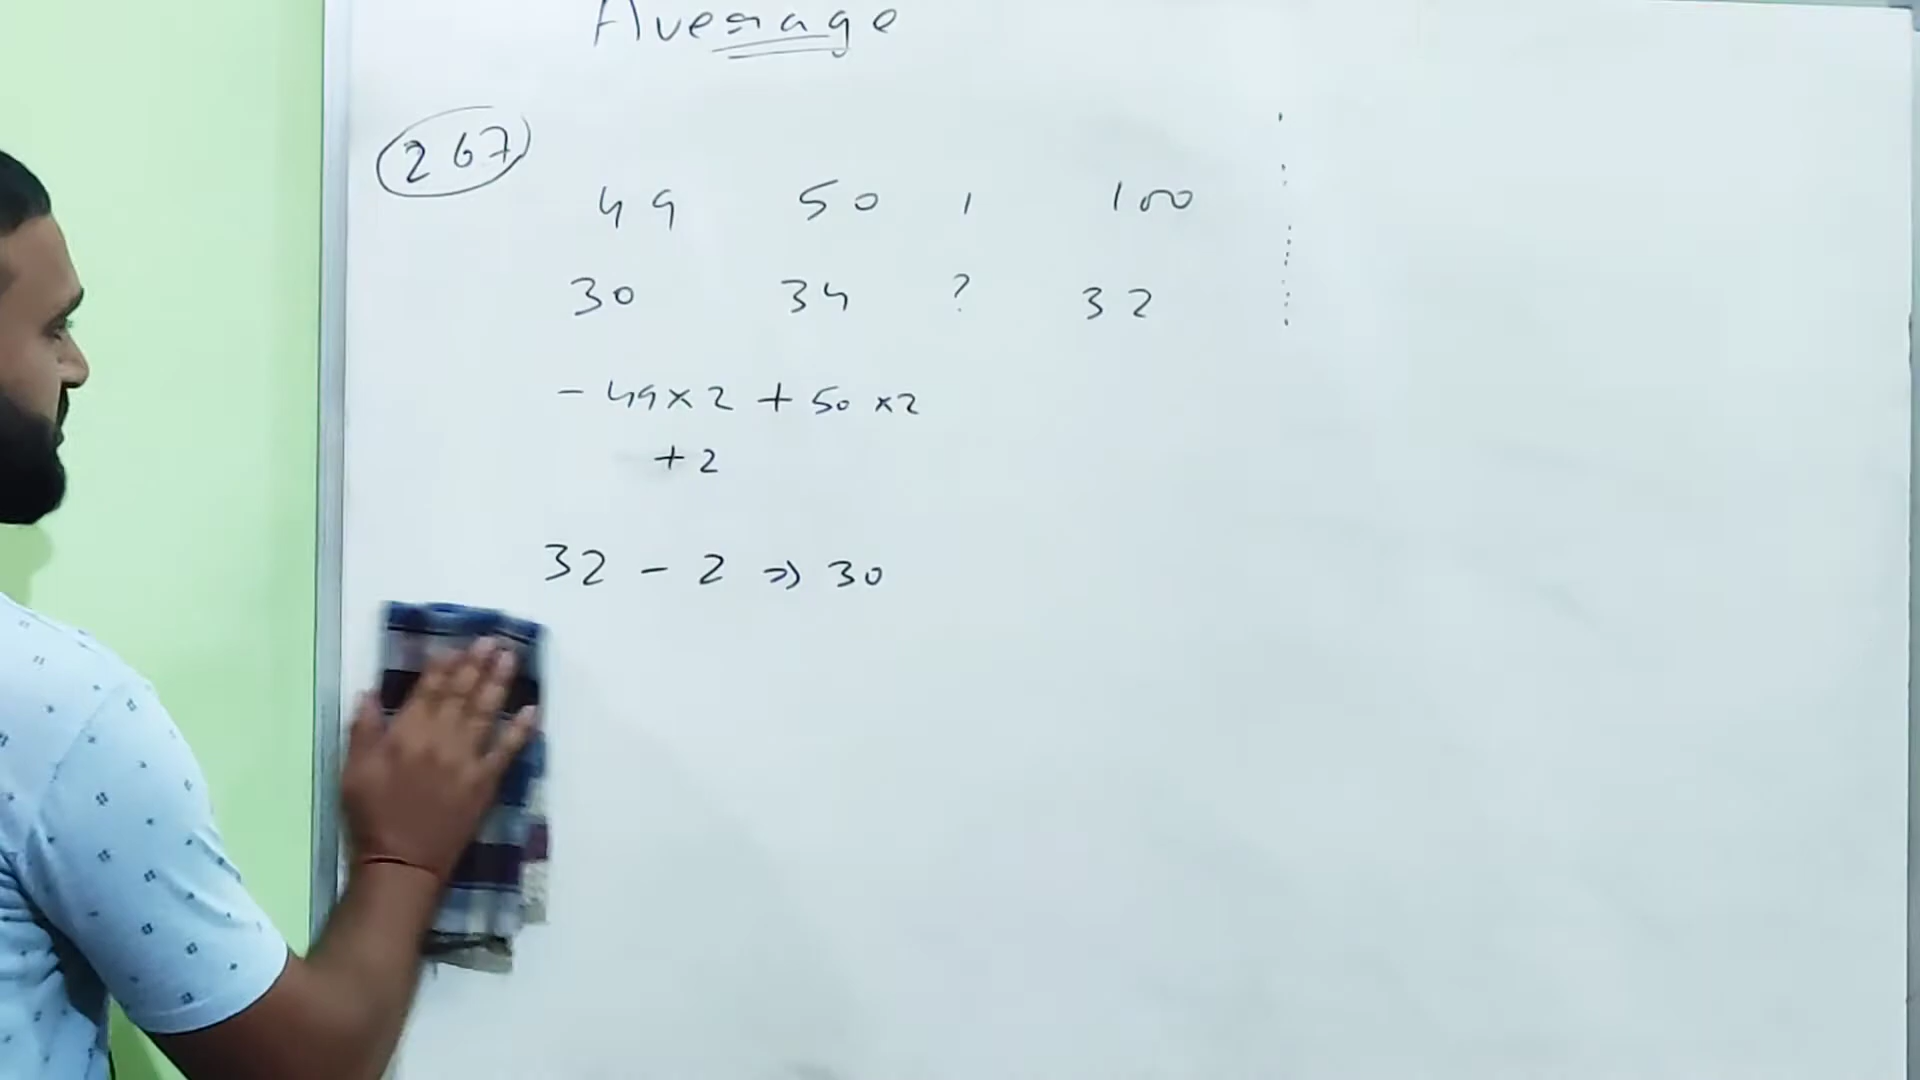 Average
267
49 50 1 100
30 34 ? 32
- 49 x 2 + 50 x 2
+ 2
32 - 2 => 30